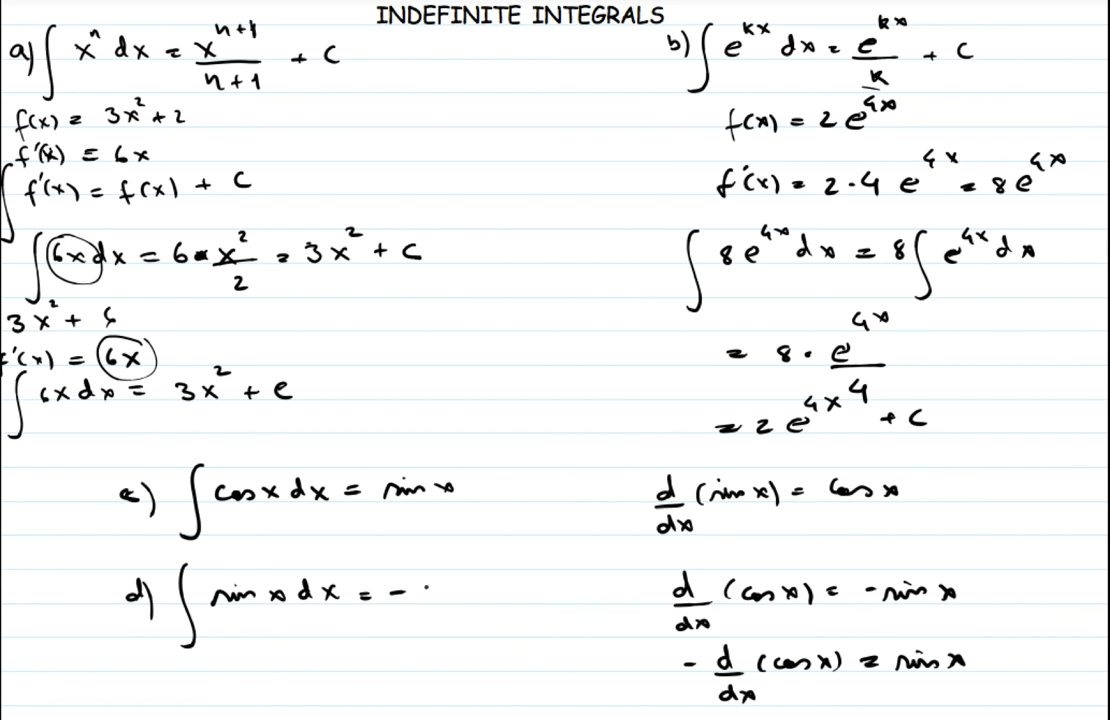 INDEFINITE INTEGRALS
a) ∫ xⁿ dx = xⁿ⁺¹/(n+1) + C
f(x) = 3x² + 2
f'(x) = 6x
∫ f'(x) = f(x) + C
∫ 6x dx = 6 · x²/2 = 3x² + C
3x² + 4
f'(x) = 6x
∫ 6x dx = 3x² + C
b) ∫ e^(kx) dx = e^(kx)/k + C
f(x) = 2e^(4x)
f'(x) = 2·4 e^(4x) = 8e^(4x)
∫ 8e^(4x) dx = 8 ∫ e^(4x) dx
= 8 · e^(4x)/4
= 2e^(4x) + C
c) ∫ cos x dx = sin x
d/dx (sin x) = cos x
d) ∫ sin x dx = -
d/dx (cos x) = -sin x
- d/dx (cos x) = sin x